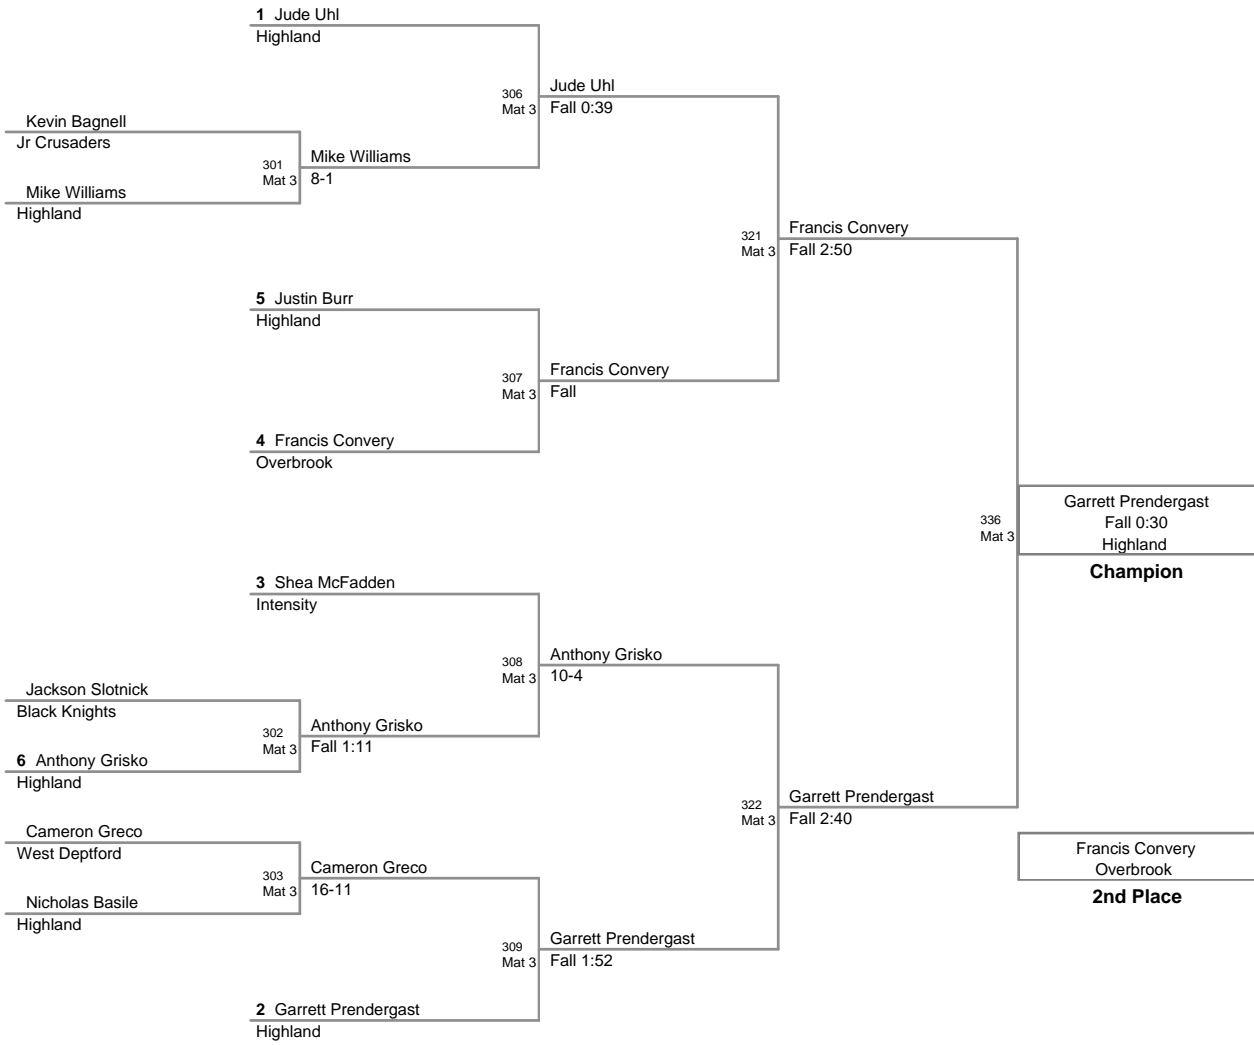 1 Jude Uhl
Highland
306
Mat 3
Jude Uhl
Fall 0:39
Kevin Bagnell
Jr Crusaders
301
Mat 3
Mike Williams
8-1
Mike Williams
Highland
321
Mat 3
Francis Convery
Fall 2:50
5 Justin Burr
Highland
307
Mat 3
Francis Convery
Fall
4 Francis Convery
Overbrook
336
Mat 3
Garrett Prendergast
Fall 0:30
Highland
Champion
3 Shea McFadden
Intensity
308
Mat 3
Anthony Grisko
10-4
Jackson Slotnick
Black Knights
302
Mat 3
Anthony Grisko
Fall 1:11
6 Anthony Grisko
Highland
322
Mat 3
Garrett Prendergast
Fall 2:40
Cameron Greco
West Deptford
303
Mat 3
Cameron Greco
16-11
Nicholas Basile
Highland
309
Mat 3
Garrett Prendergast
Fall 1:52
2 Garrett Prendergast
Highland
Francis Convery
Overbrook
2nd Place